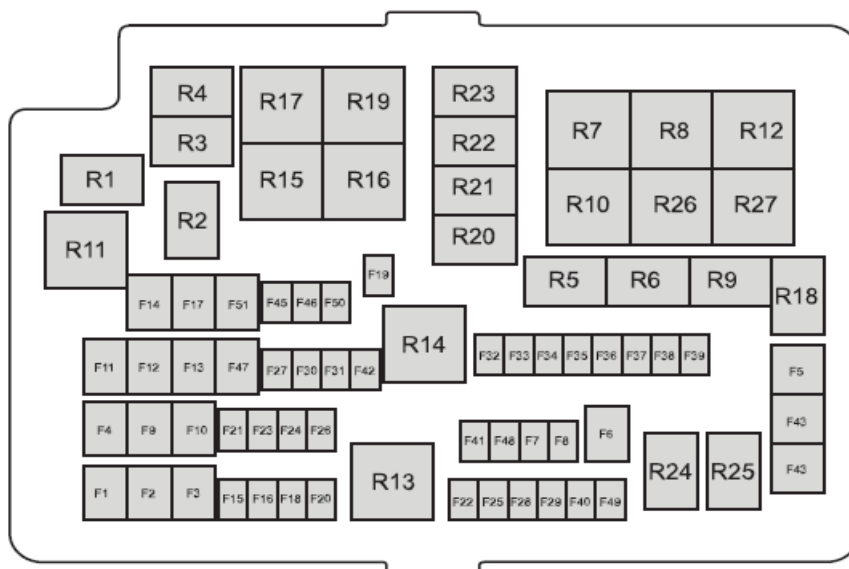 R4 R17 R19 R23 R7 R8 R12
R3 R22
R1 R15 R16 R21 R10 R26 R27
R2 R20
R11 F19 R5 R6 R9 R18
F14 F17 F51 F45 F46 F50
R14 F32 F33 F34 F35 F36 F37 F38 F39
F11 F12 F13 F47 F27 F30 F31 F42 F5
F4 F9 F10 F21 F23 F24 F26 F41 F48 F7 F8 F6 F43
R13 R24 R25 F43
F1 F2 F3 F15 F16 F18 F20 F22 F25 F28 F29 F40 F49